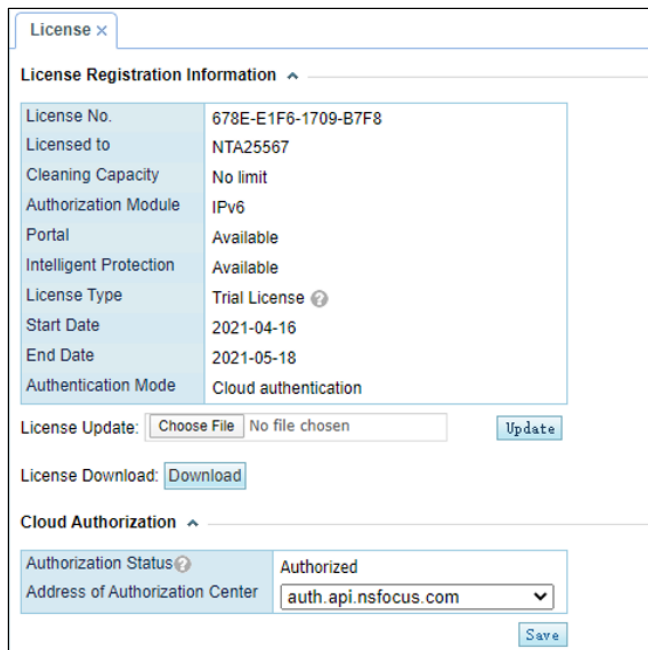 License ×
License Registration Information
License No. 678E-E1F6-1709-B7F8
Licensed to NTA25567
Cleaning Capacity No limit
Authorization Module IPv6
Portal Available
Intelligent Protection Available
License Type Trial License ?
Start Date 2021-04-16
End Date 2021-05-18
Authentication Mode Cloud authentication
License Update: Choose File No file chosen Update
License Download: Download
Cloud Authorization
Authorization Status ? Authorized
Address of Authorization Center auth.api.nsfocus.com
Save